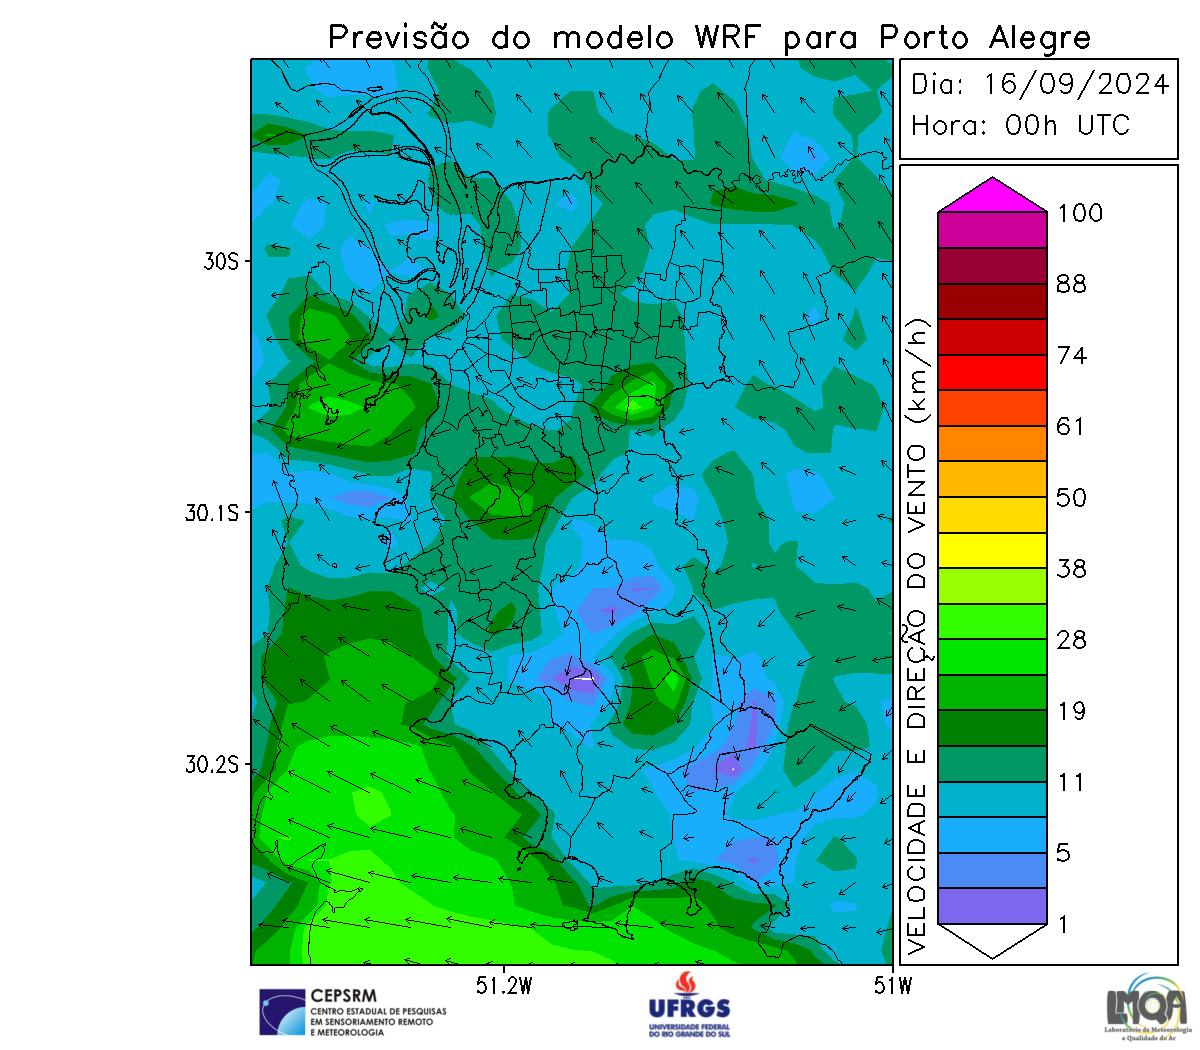 Previsão do modelo WRF para Porto Alegre
Dia: 16/09/2024
Hora: 00h UTC
100
88
74
61
50
38
28
19
11
5
1
VELOCIDADE E DIREÇÃO DO VENTO (km/h)
30S
30.1S
30.2S
51.2W
51W
CEPSRM
CENTRO ESTADUAL DE PESQUISAS
EM SENSORIAMENTO REMOTO
E METEOROLOGIA
UFRGS
UNIVERSIDADE FEDERAL
DO RIO GRANDE DO SUL
LMQA
Laboratório de Meteorologia
e Qualidade do Ar